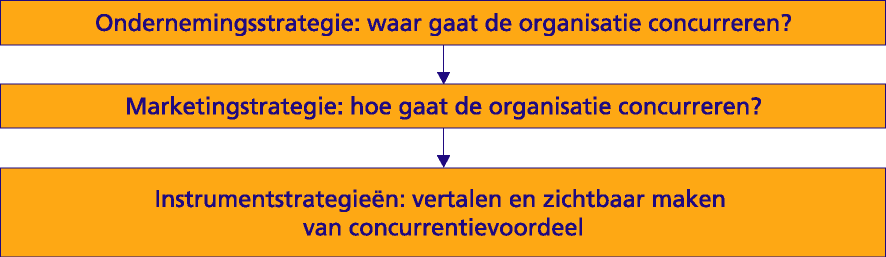 Ondernemingsstrategie: waar gaat de organisatie concurreren?
Marketingstrategie: hoe gaat de organisatie concurreren?
Instrumentstrategieën: vertalen en zichtbaar maken
van concurrentievoordeel